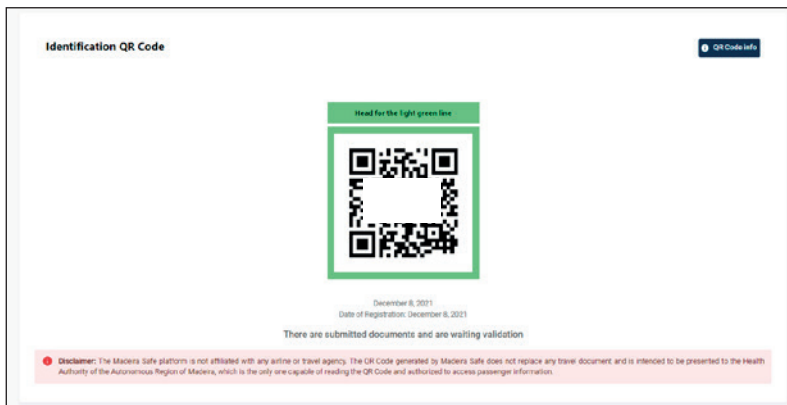 Identification QR Code
QR Code info
Head for the light green line
December 8, 2021
Date of Registration: December 8, 2021
There are submitted documents and are waiting validation
Disclaimer: The Madeira Safe platform is not affiliated with any airline or travel agency. The QR Code generated by Madeira Safe does not replace any travel document and is intended to be presented to the Health
Authority of the Autonomous Region of Madeira, which is the only one capable of reading the QR Code and authorized to access passenger information.